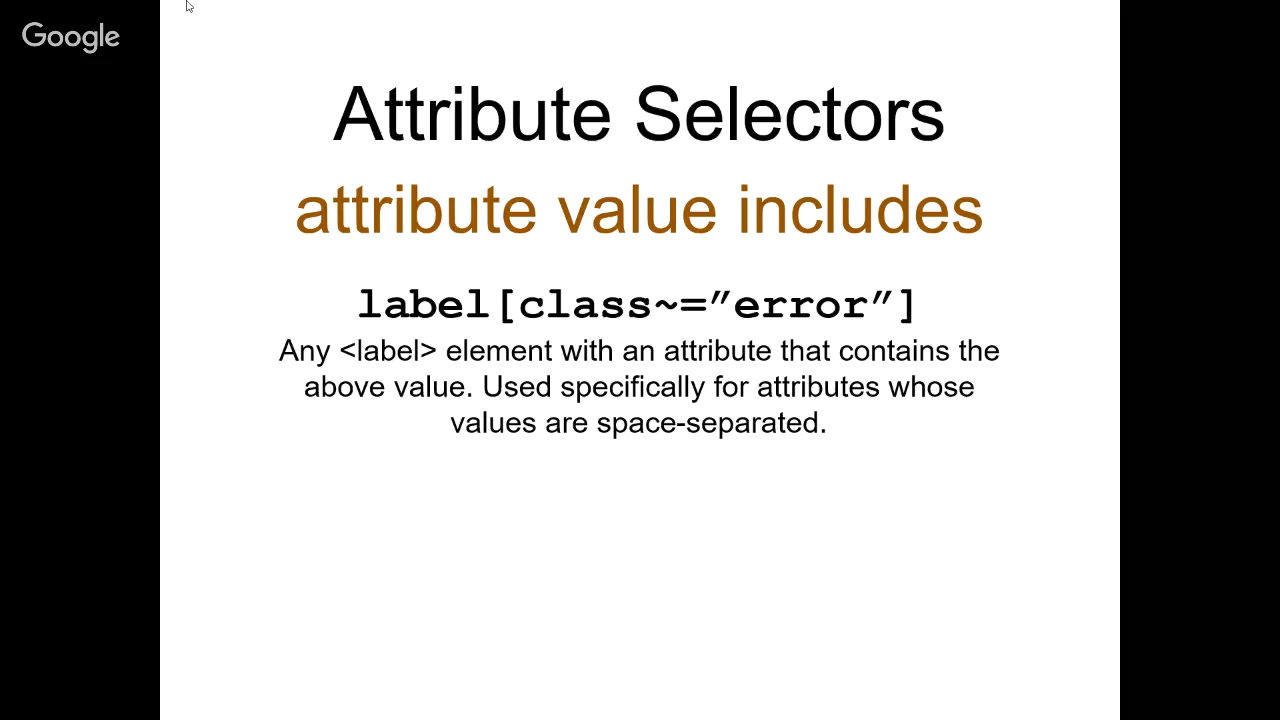 Google
Attribute Selectors
attribute value includes
label[class~=”error”]
Any <label> element with an attribute that contains the
above value. Used specifically for attributes whose
values are space-separated.